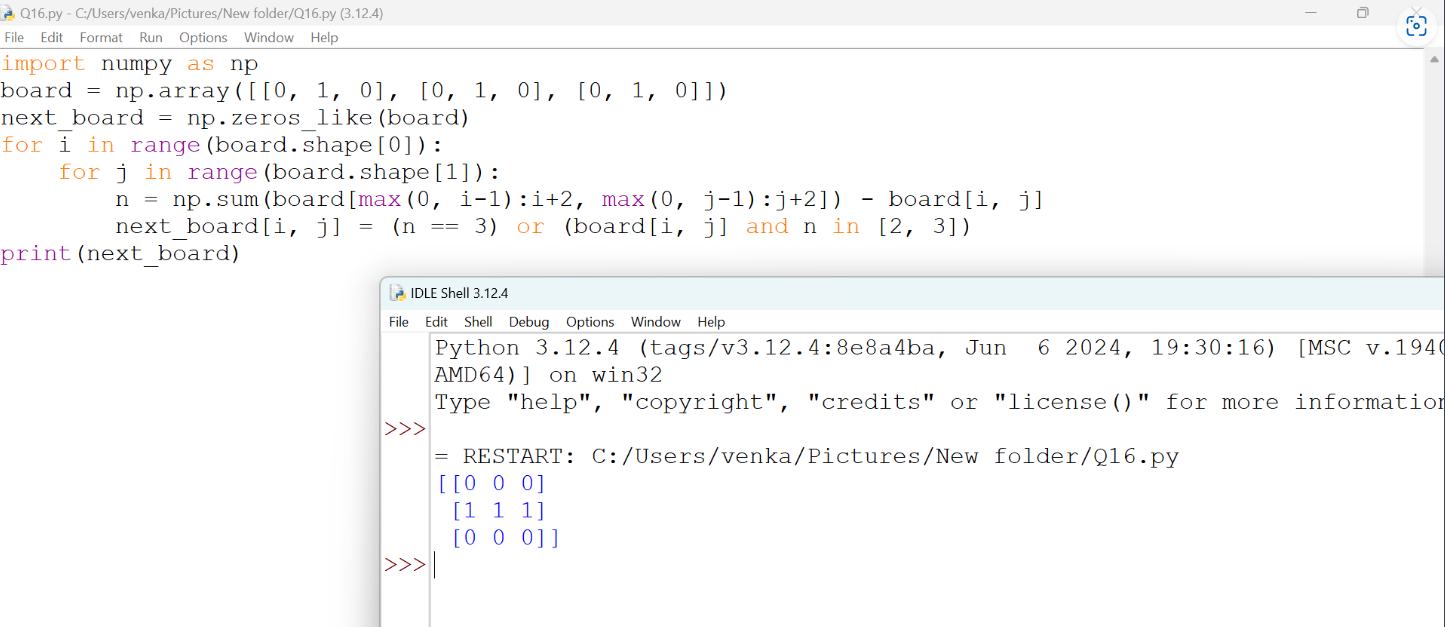 Q16.py - C:/Users/venka/Pictures/New folder/Q16.py (3.12.4)
File Edit Format Run Options Window Help
import numpy as np
board = np.array([[0, 1, 0], [0, 1, 0], [0, 1, 0]])
next_board = np.zeros_like(board)
for i in range(board.shape[0]):
    for j in range(board.shape[1]):
        n = np.sum(board[max(0, i-1):i+2, max(0, j-1):j+2]) - board[i, j]
        next_board[i, j] = (n == 3) or (board[i, j] and n in [2, 3])
print(next_board)
IDLE Shell 3.12.4
File Edit Shell Debug Options Window Help
Python 3.12.4 (tags/v3.12.4:8e8a4ba, Jun  6 2024, 19:30:16) [MSC v.1940
AMD64)] on win32
Type "help", "copyright", "credits" or "license()" for more information
>>>
= RESTART: C:/Users/venka/Pictures/New folder/Q16.py
[[0 0 0]
 [1 1 1]
 [0 0 0]]
>>>